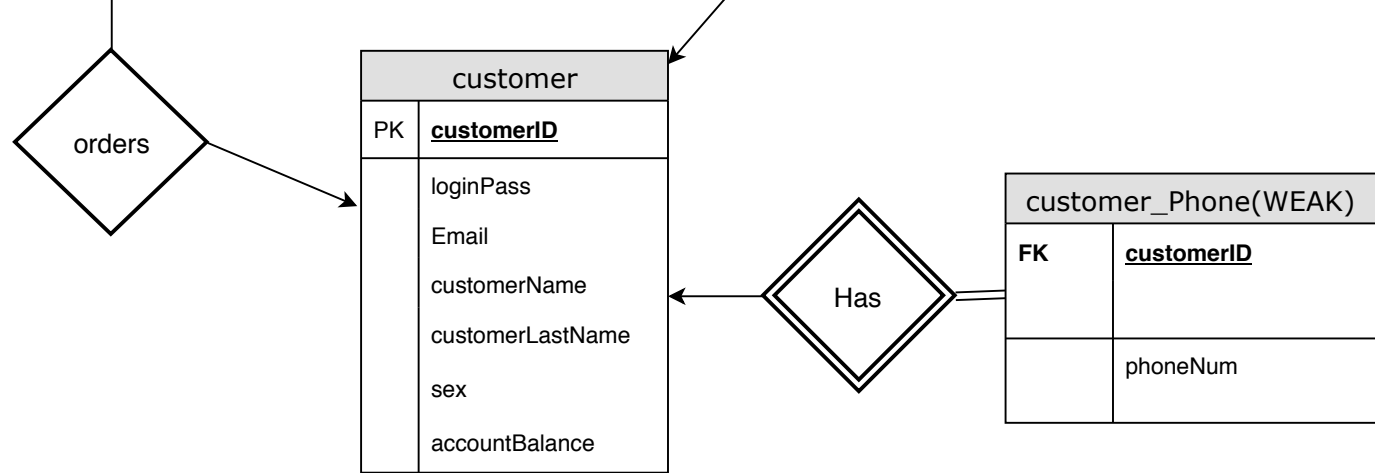 orders
customer
PK customerID
loginPass
Email
customerName
customerLastName
sex
accountBalance
Has
customer_Phone(WEAK)
FK customerID
phoneNum